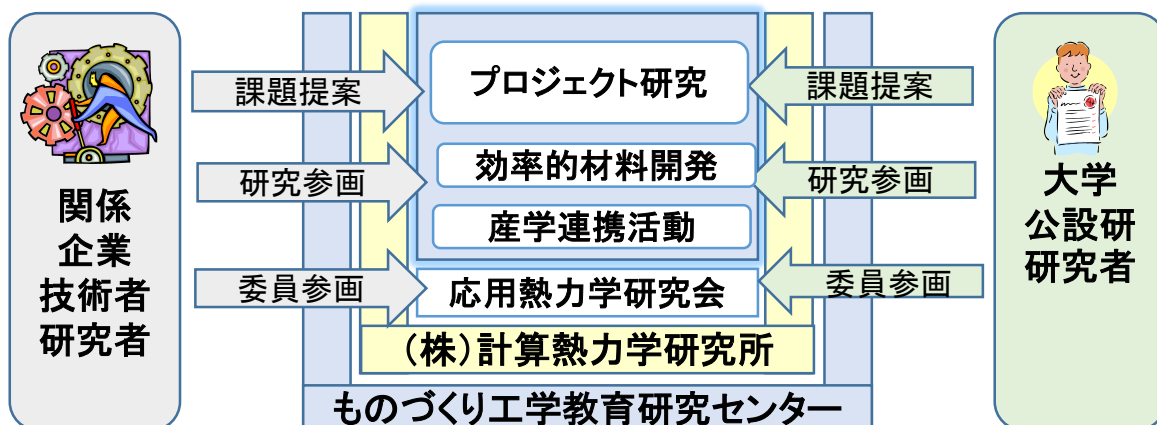 関係
企業
技術者
研究者
課題提案
研究参画
委員参画
プロジェクト研究
効率的材料開発
産学連携活動
応用熱力学研究会
（株）計算熱力学研究所
ものづくり工学教育研究センター
課題提案
研究参画
委員参画
大学
公設研
研究者